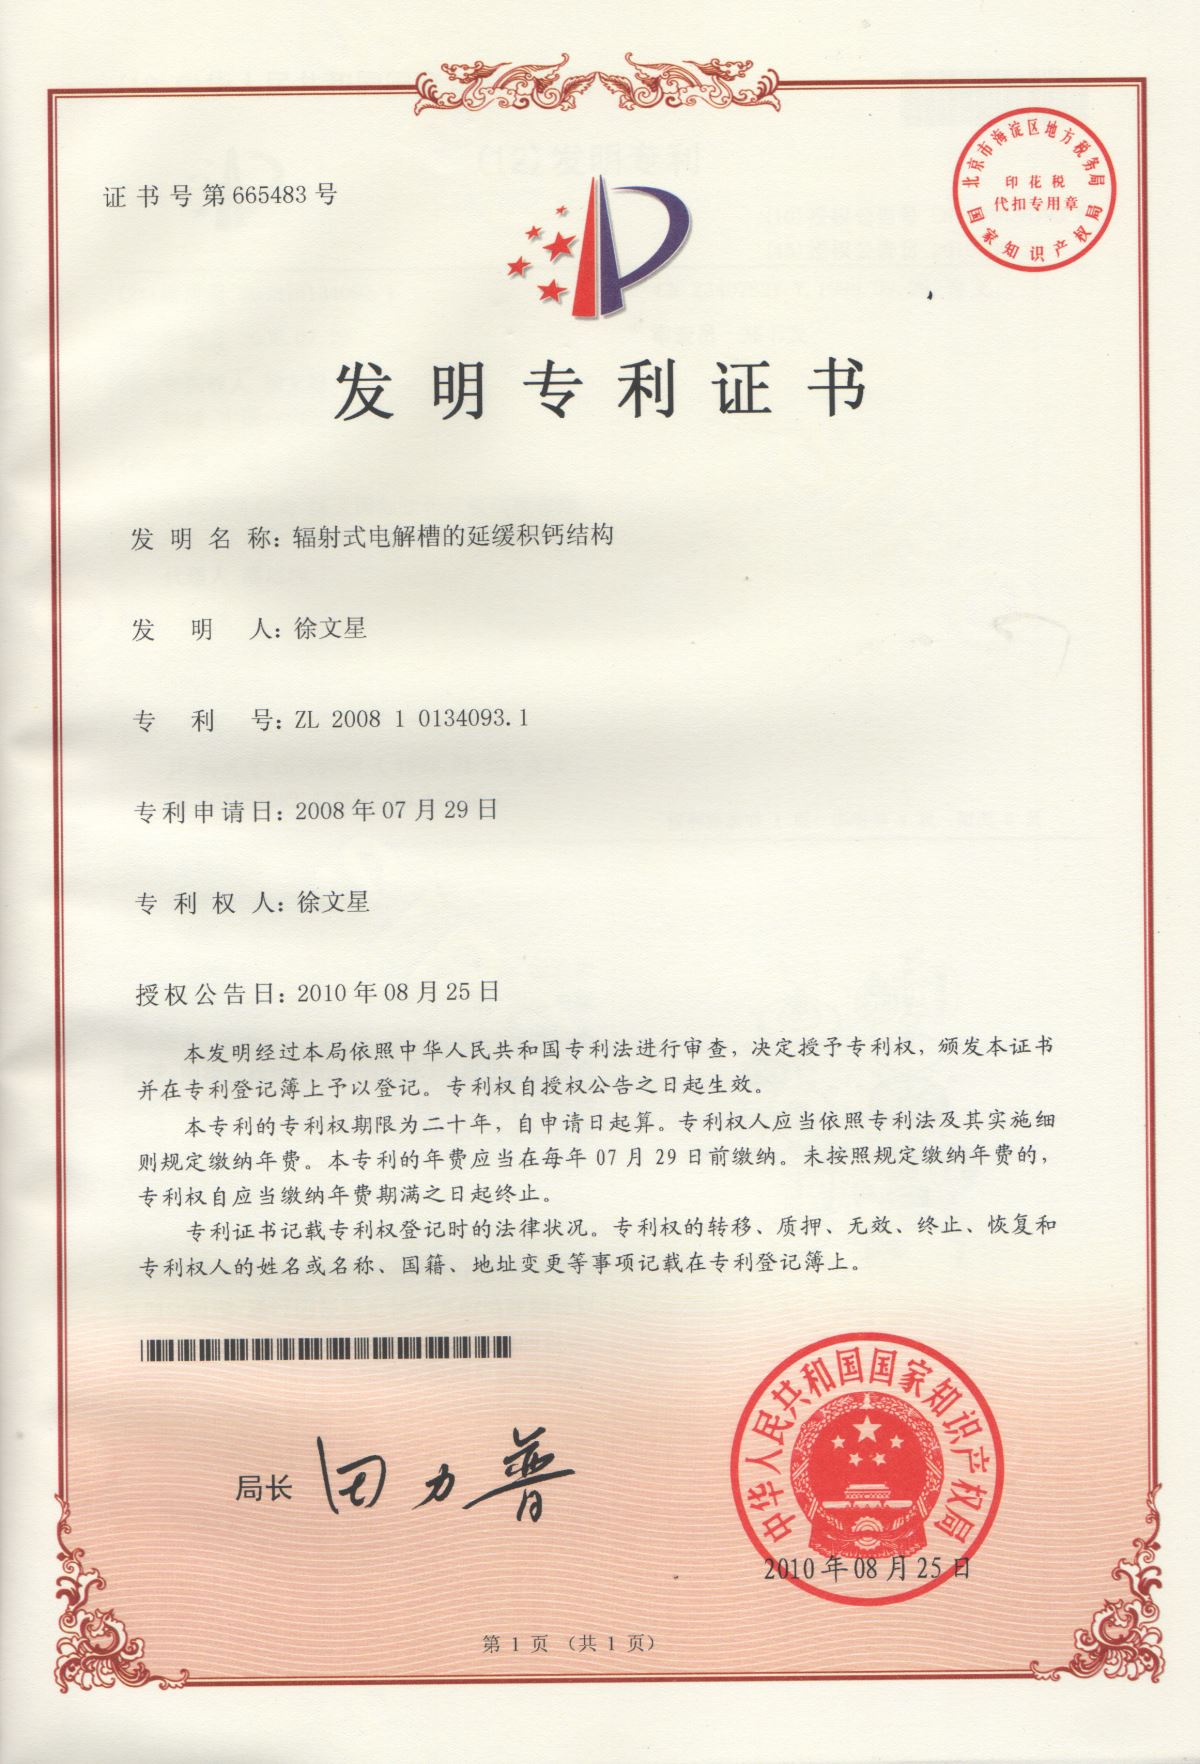 证书号第665483号
北京市海淀区地方税务局
印花税
代扣专用章
国家知识产权局
发明专利证书
发明名称：辐射式电解槽的延缓积钙结构
发明人：徐文星
专利号：ZL 2008 1 0134093.1
专利申请日：2008年07月29日
专利权人：徐文星
授权公告日：2010年08月25日
本发明经过本局依照中华人民共和国专利法进行审查，决定授予专利权，颁发本证书
并在专利登记簿上予以登记。专利权自授权公告之日起生效。
本专利的专利权期限为二十年，自申请日起算。专利权人应当依照专利法及其实施细
则规定缴纳年费。本专利的年费应当在每年07月29日前缴纳。未按照规定缴纳年费的，
专利权自应当缴纳年费期满之日起终止。
专利证书记载专利权登记时的法律状况。专利权的转移、质押、无效、终止、恢复和
专利权人的姓名或名称、国籍、地址变更等事项记载在专利登记簿上。
局长 田力普
中华人民共和国国家知识产权局
2010年08月25日
第1页（共1页）